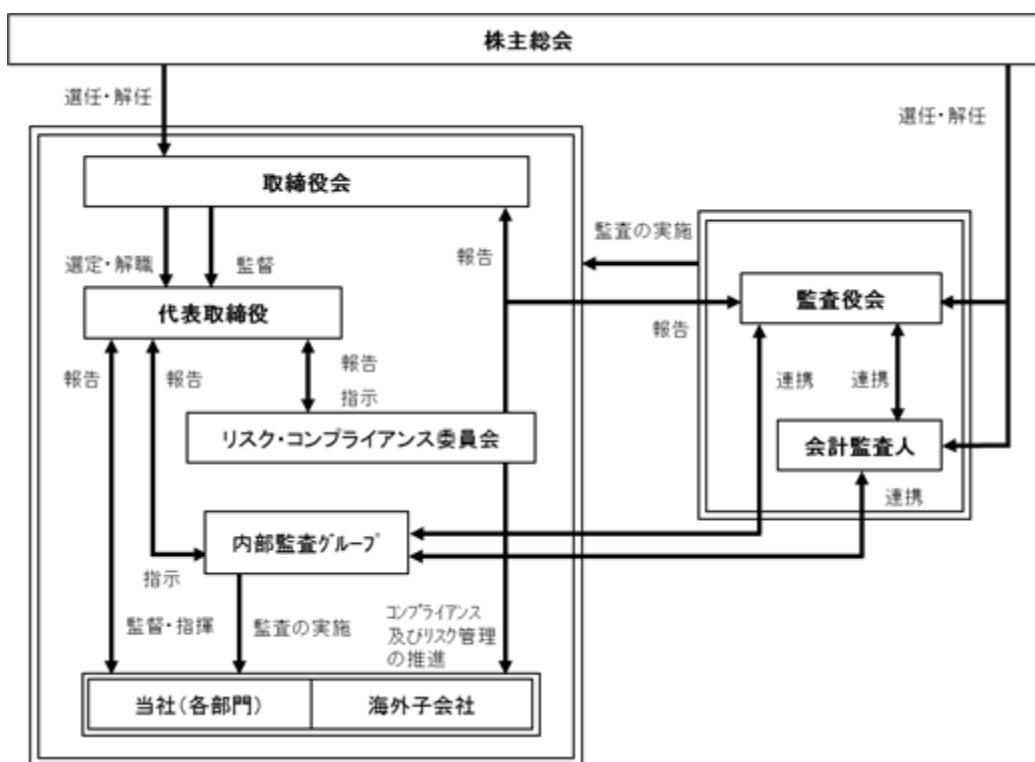 株主総会
選任・解任
選任・解任
取締役会
監査の実施
報告
選定・解職
監督
代表取締役
監査役会
報告
報告
報告
報告
連携
連携
指示
リスク・コンプライアンス委員会
会計監査人
連携
内部監査グループ
指示
監督・指揮
監査の実施
コンプライアンス
及びリスク管理
の推進
当社(各部門)
海外子会社